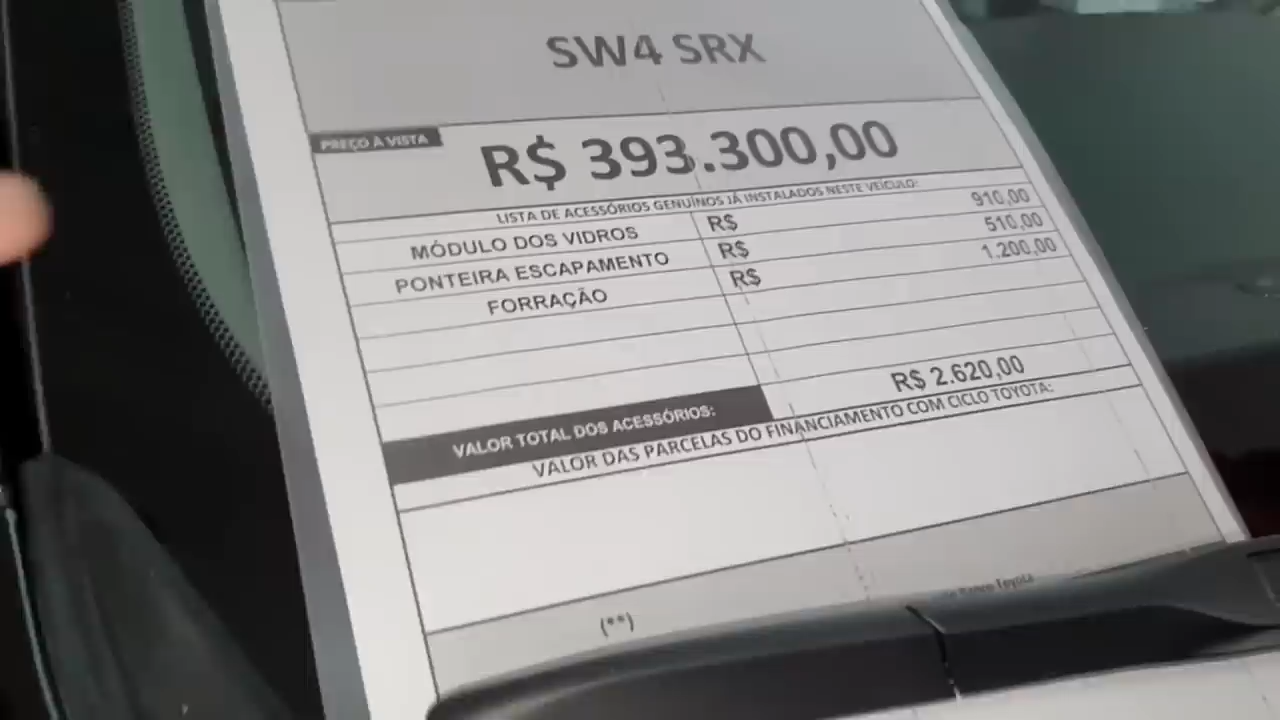 SW4 SRX
PREÇO À VISTA
R$ 393.300,00
LISTA DE ACESSÓRIOS GENUÍNOS JÁ INSTALADOS NESTE VEÍCULO:
MÓDULO DOS VIDROS R$ 910,00
PONTEIRA ESCAPAMENTO R$ 510,00
FORRAÇÃO R$ 1.200,00
VALOR TOTAL DOS ACESSÓRIOS: R$ 2.620,00
VALOR DAS PARCELAS DO FINANCIAMENTO COM CICLO TOYOTA:
Banco Toyota
(**)